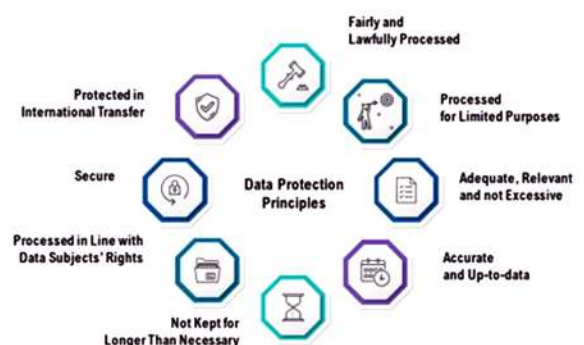 Fairly and
Lawfully Processed
Protected in
International Transfer
Processed
for Limited Purposes
Secure
Data Protection
Principles
Adequate, Relevant
and not Excessive
Processed in Line with
Data Subjects' Rights
Accurate
and Up-to-data
Not Kept for
Longer Than Necessary